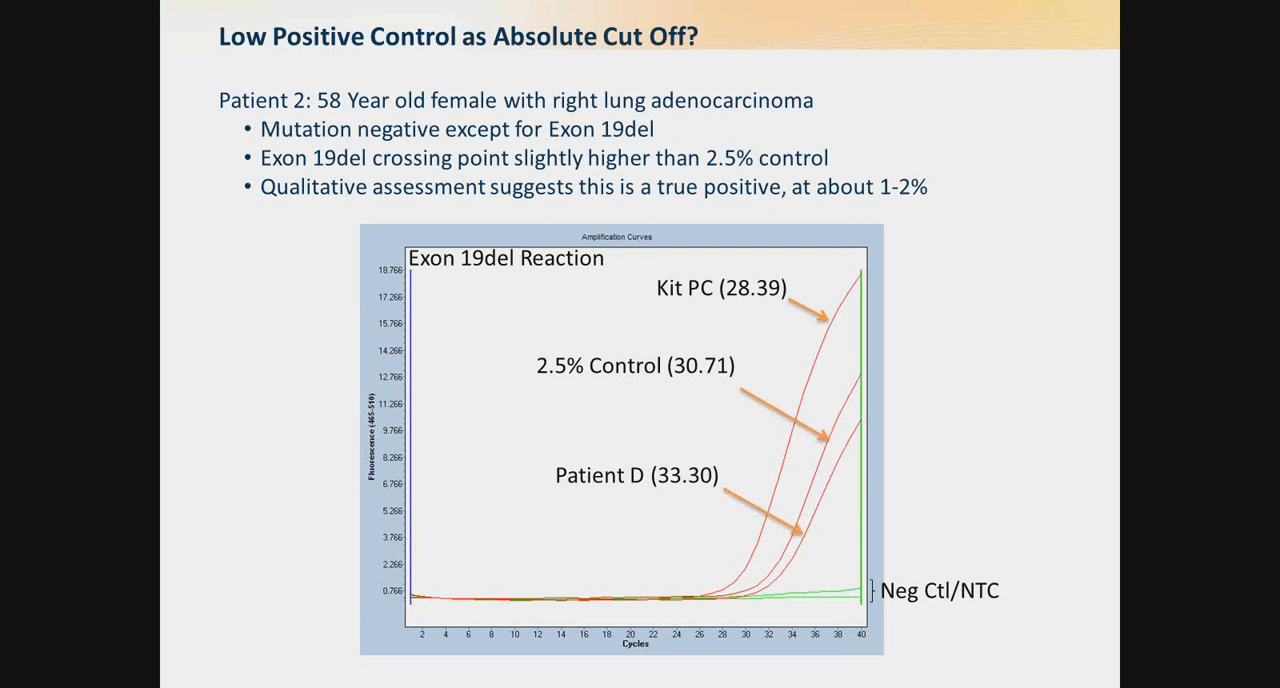 Low Positive Control as Absolute Cut Off?
Patient 2: 58 Year old female with right lung adenocarcinoma
• Mutation negative except for Exon 19del
• Exon 19del crossing point slightly higher than 2.5% control
• Qualitative assessment suggests this is a true positive, at about 1-2%
Amplification Curves
Exon 19del Reaction
Kit PC (28.39)
2.5% Control (30.71)
Patient D (33.30)
Neg Ctl/NTC
Fluorescence (465-510)
18.766
17.266
15.766
14.266
12.766
11.266
9.766
8.266
6.766
5.266
3.766
2.266
0.766
2 4 6 8 10 12 14 16 18 20 22 24 26 28 30 32 34 36 38 40
Cycles